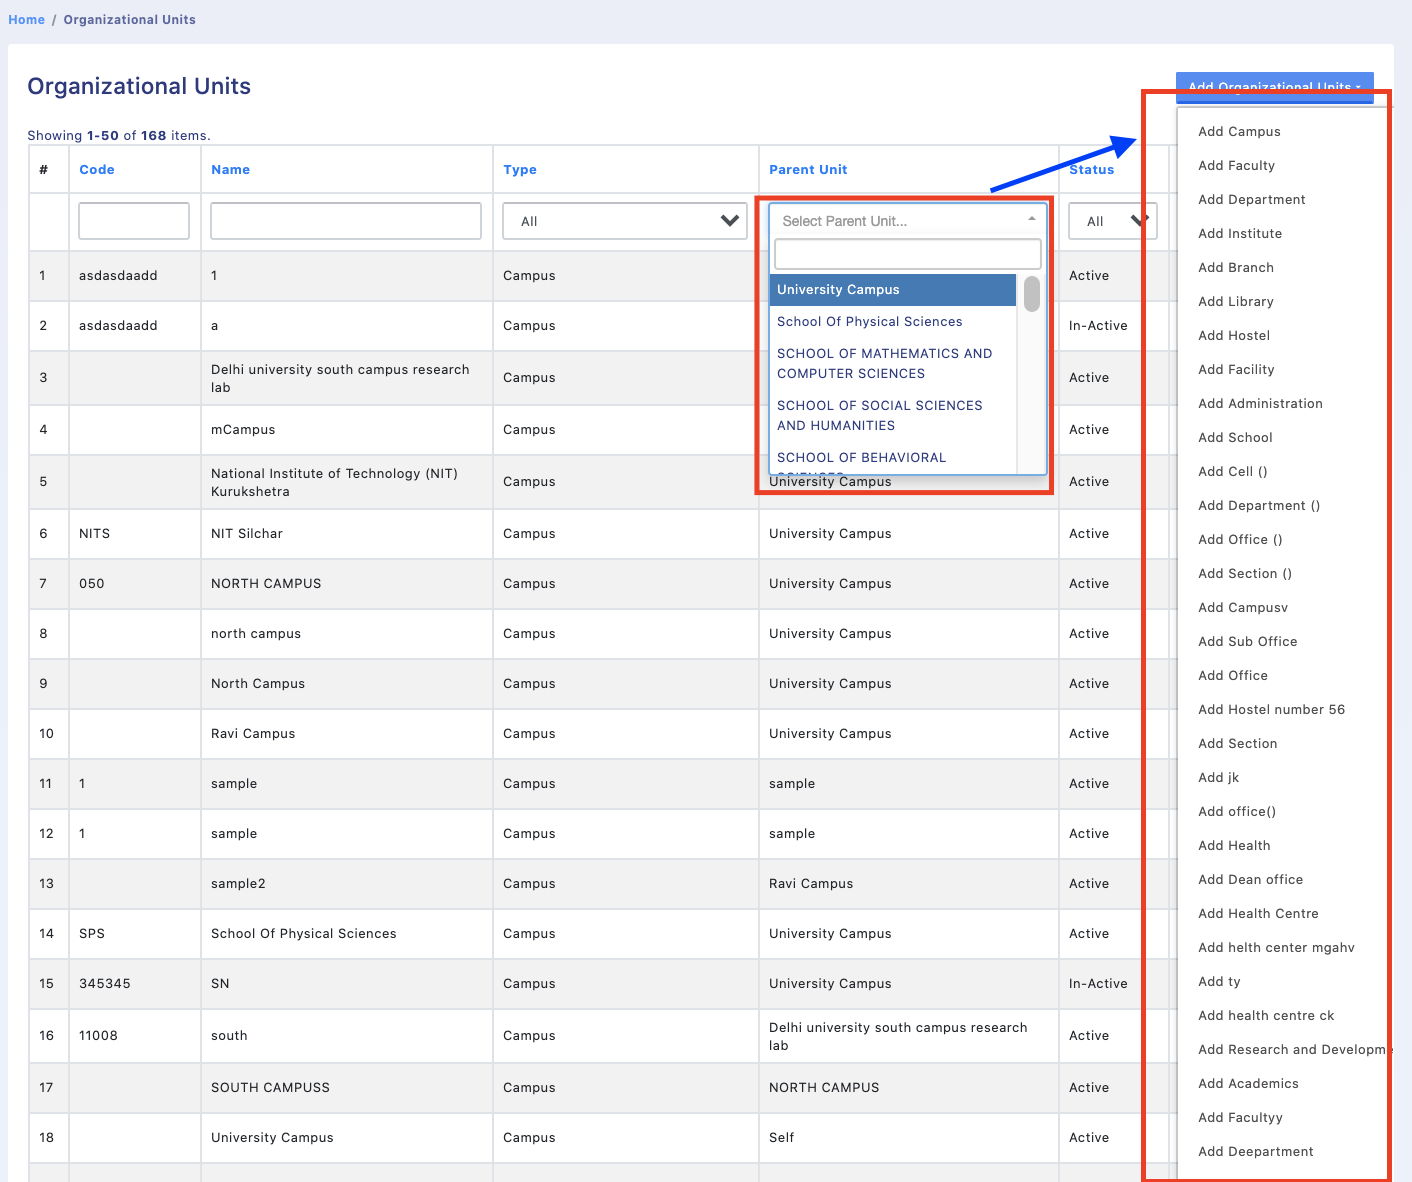 Home / Organizational Units
Organizational Units
Add Organizational Units
Showing 1-50 of 168 items.
# Code Name Type Parent Unit Status
All Select Parent Unit... All
University Campus
School Of Physical Sciences
SCHOOL OF MATHEMATICS AND
COMPUTER SCIENCES
SCHOOL OF SOCIAL SCIENCES
AND HUMANITIES
SCHOOL OF BEHAVIORAL
SCIENCES
1 asdasdaadd 1 Campus Active
2 asdasdaadd a Campus In-Active
3 Delhi university south campus research
lab Campus Active
4 mCampus Campus Active
5 National Institute of Technology (NIT)
Kurukshetra Campus University Campus Active
6 NITS NIT Silchar Campus University Campus Active
7 050 NORTH CAMPUS Campus University Campus Active
8 north campus Campus University Campus Active
9 North Campus Campus University Campus Active
10 Ravi Campus Campus University Campus Active
11 1 sample Campus sample Active
12 1 sample Campus sample Active
13 sample2 Campus Ravi Campus Active
14 SPS School Of Physical Sciences Campus University Campus Active
15 345345 SN Campus University Campus In-Active
16 11008 south Campus Delhi university south campus research
lab Active
17 SOUTH CAMPUSS Campus NORTH CAMPUS Active
18 University Campus Campus Self Active
Add Campus
Add Faculty
Add Department
Add Institute
Add Branch
Add Library
Add Hostel
Add Facility
Add Administration
Add School
Add Cell ()
Add Department ()
Add Office ()
Add Section ()
Add Campusv
Add Sub Office
Add Office
Add Hostel number 56
Add Section
Add jk
Add office()
Add Health
Add Dean office
Add Health Centre
Add helth center mgahv
Add ty
Add health centre ck
Add Research and Developme
Add Academics
Add Facultyy
Add Deepartment